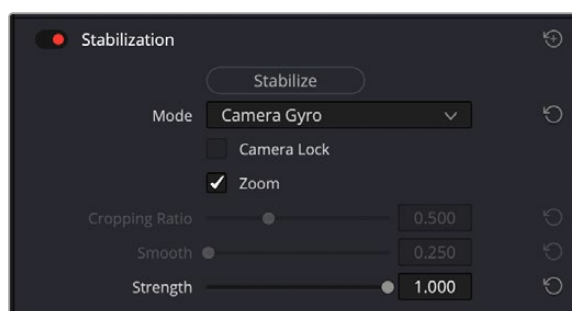 Stabilization
Stabilize
Mode Camera Gyro
Camera Lock
Zoom
Cropping Ratio 0.500
Smooth 0.250
Strength 1.000